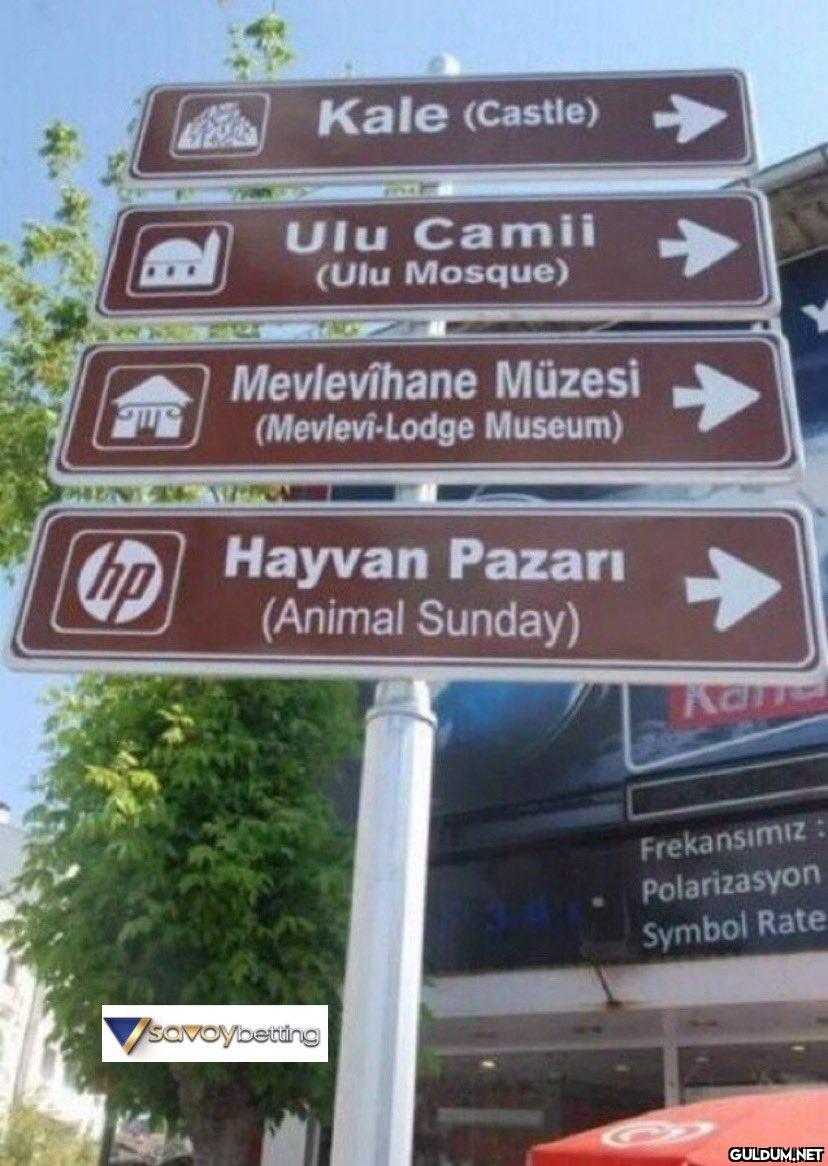 Kale (Castle)
Ulu Camii
(Ulu Mosque)
Mevlevîhane Müzesi
(Mevlevî-Lodge Museum)
hp
Hayvan Pazarı
(Animal Sunday)
Frekansımız :
Polarizasyon
Symbol Rate
savoybetting
GULDUM.NET